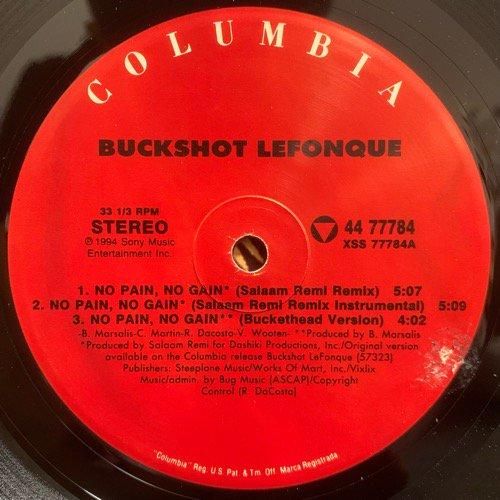 COLUMBIA
BUCKSHOT LEFONQUE
33 1/3 RPM
STEREO
℗ 1994 Sony Music
Entertainment Inc.
44 77784
XSS 77784A
1. NO PAIN, NO GAIN* (Salaam Remi Remix) 5:07
2. NO PAIN, NO GAIN* (Salaam Remi Remix Instrumental) 5:09
3. NO PAIN, NO GAIN** (Buckethead Version) 4:02
-B. Marsalis-C. Martin-R. Dacosta-V. Wooten- **Produced by B. Marsalis
*Produced by Salaam Remi for Dashiki Productions, Inc./Original version
available on the Columbia release Buckshot LeFonque (57323)
Publishers: Steeplane Music/Works Of Mart, Inc./Vixlix
Music/admin. by Bug Music (ASCAP)/Copyright
Control (R. DaCosta)
"Columbia" Reg. U.S. Pat. & Tm. Off. Marca Registrada.